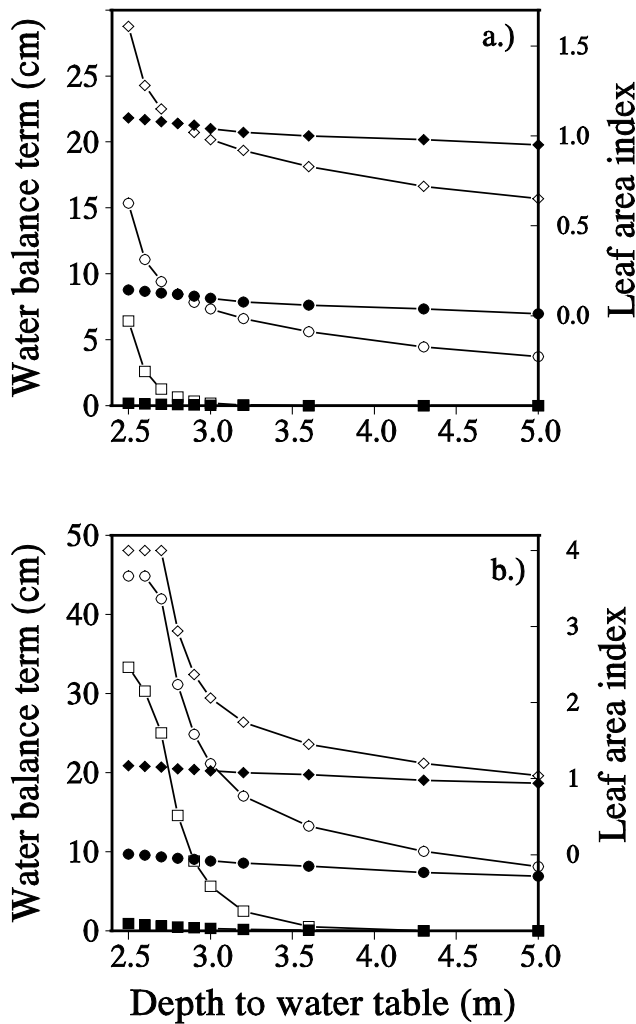 a.)
Water balance term (cm)
25
20
15
10
5
0
1.5
1.0
0.5
0.0
Leaf area index
2.5 3.0 3.5 4.0 4.5 5.0
b.)
Water balance term (cm)
50
40
30
20
10
0
4
3
2
1
0
Leaf area index
2.5 3.0 3.5 4.0 4.5 5.0
Depth to water table (m)